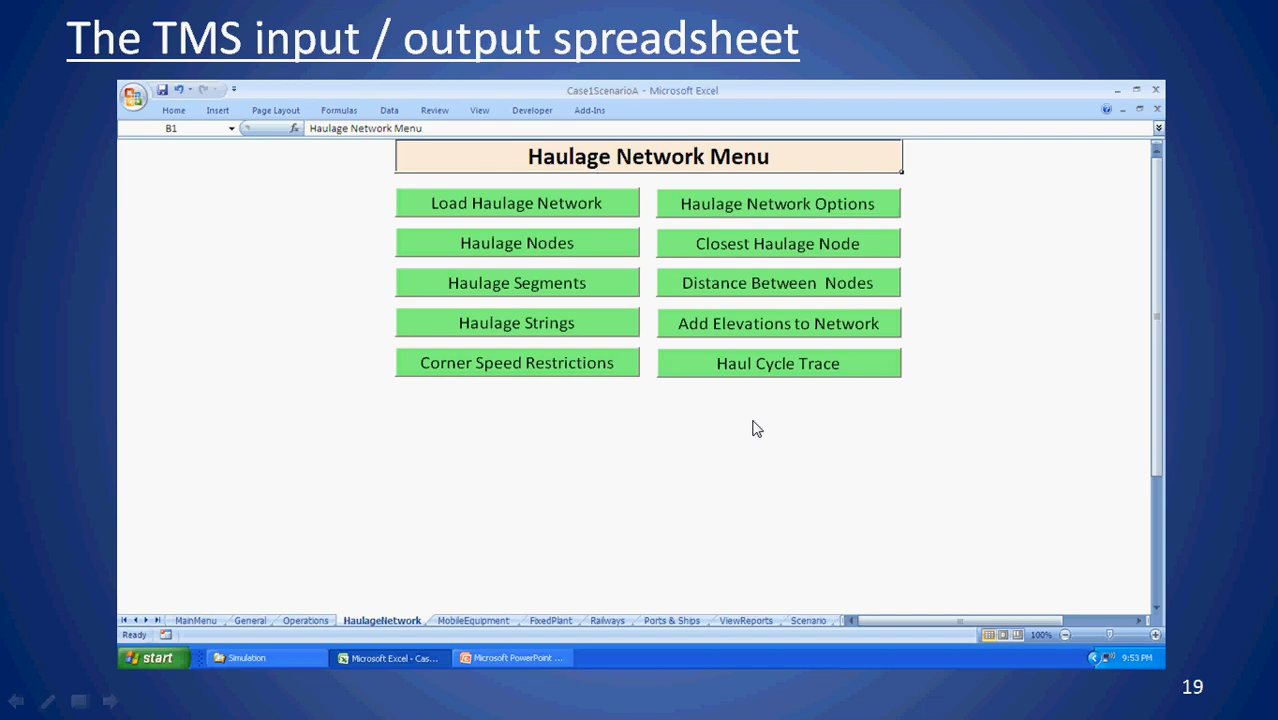 The TMS input / output spreadsheet
Case1ScenarioA - Microsoft Excel
Home Insert Page Layout Formulas Data Review View Developer Add-Ins
B1 fx Haulage Network Menu
Haulage Network Menu
Load Haulage Network Haulage Network Options
Haulage Nodes Closest Haulage Node
Haulage Segments Distance Between  Nodes
Haulage Strings Add Elevations to Network
Corner Speed Restrictions Haul Cycle Trace
MainMenu General Operations HaulageNetwork MobileEquipment FixedPlant Railways Ports & Ships ViewReports Scenario
Ready 100%
start Simulation Microsoft Excel - Cas... Microsoft PowerPoint ... 9:53 PM
19